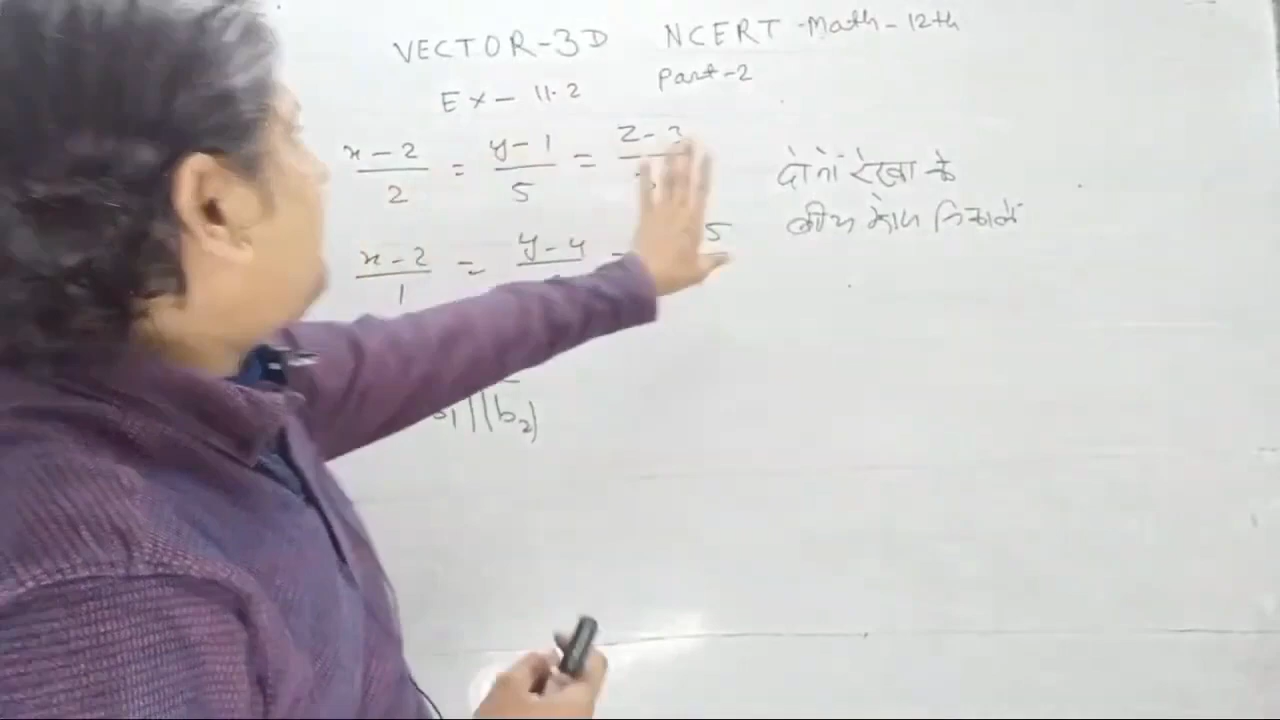 VECTOR-3D NCERT -Math-12th
Ex- 11.2 Part-2
x-2/2 = y-1/5 = z-3
दोनो रेखा के
x-2/1 = y-4 5
बीच कोण निकाले
b1||b2